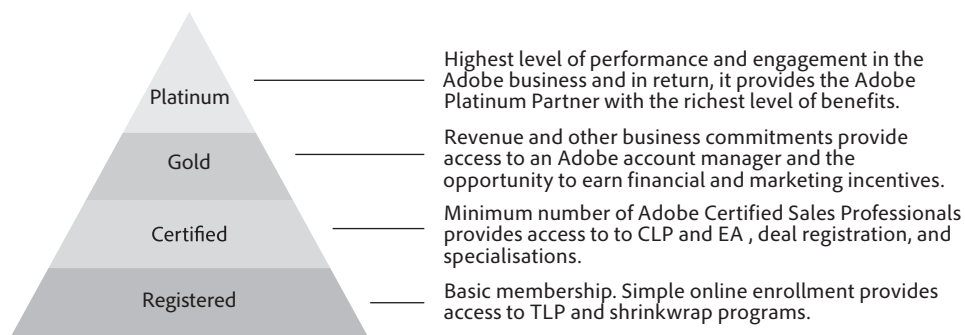 Platinum
Highest level of performance and engagement in the
Adobe business and in return, it provides the Adobe
Platinum Partner with the richest level of benefits.
Gold
Revenue and other business commitments provide
access to an Adobe account manager and the
opportunity to earn financial and marketing incentives.
Certified
Minimum number of Adobe Certified Sales Professionals
provides access to to CLP and EA , deal registration, and
specialisations.
Registered
Basic membership. Simple online enrollment provides
access to TLP and shrinkwrap programs.